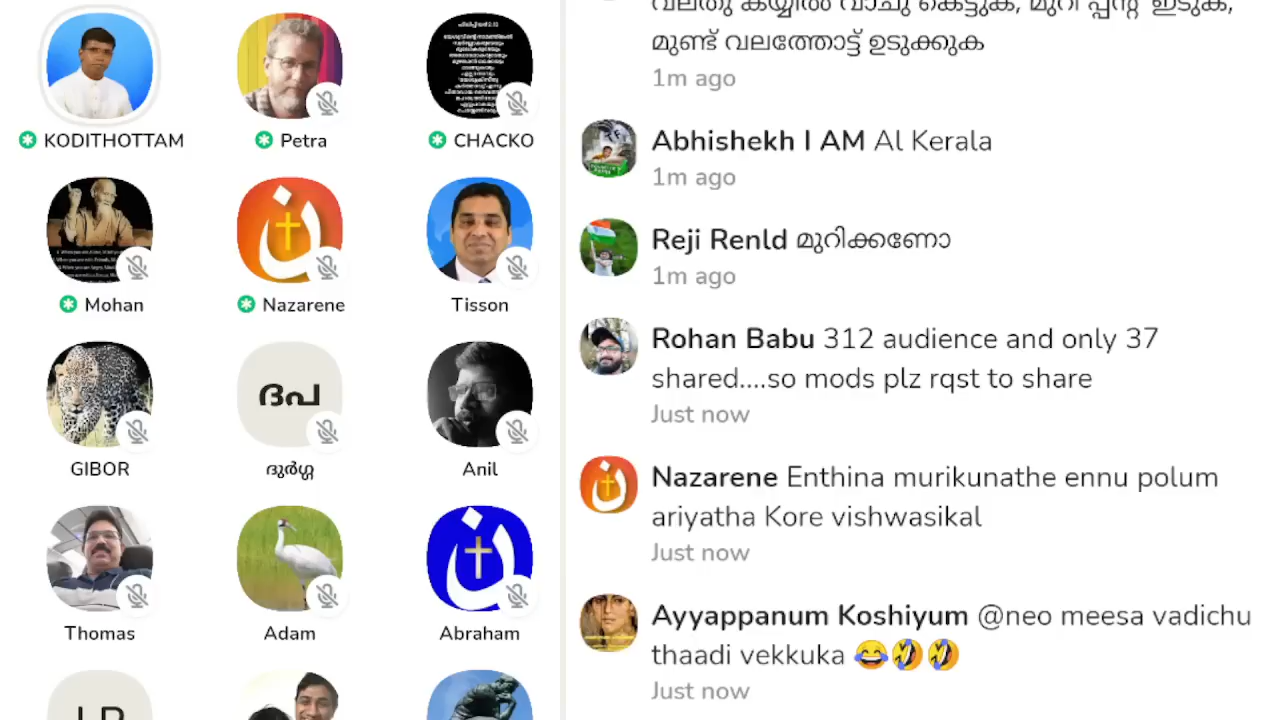 KODITHOTTAM
Petra
CHACKO
Mohan
Nazarene
Tisson
GIBOR
ദപ
ദുർഗ്ഗ
Anil
Thomas
Adam
Abraham
മുണ്ട് വലത്തോട്ട് ഉടുക്കുക
1m ago
Abhishekh I AM Al Kerala
1m ago
Reji Renld മുറിക്കണോ
1m ago
Rohan Babu 312 audience and only 37
shared....so mods plz rqst to share
Just now
Nazarene Enthina murikunathe ennu polum
ariyatha Kore vishwasikal
Just now
Ayyappanum Koshiyum @neo meesa vadichu
thaadi vekkuka 😂🤣🤣
Just now